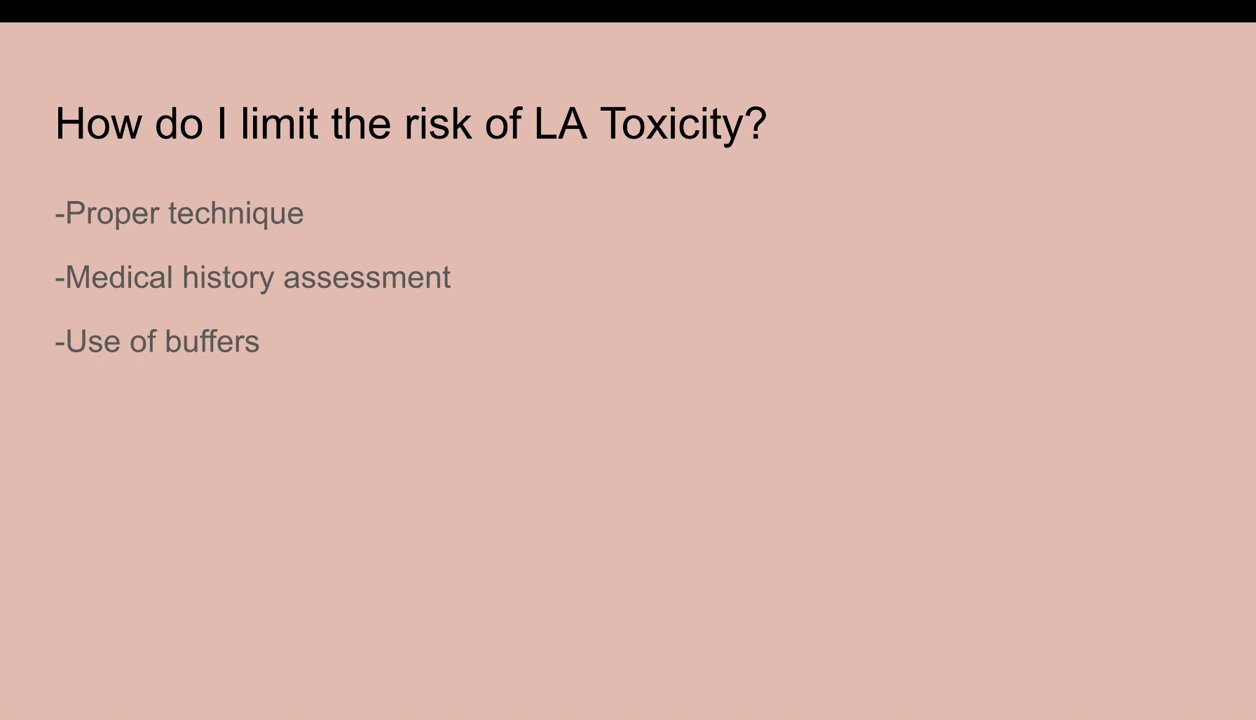 How do I limit the risk of LA Toxicity?
-Proper technique
-Medical history assessment
-Use of buffers